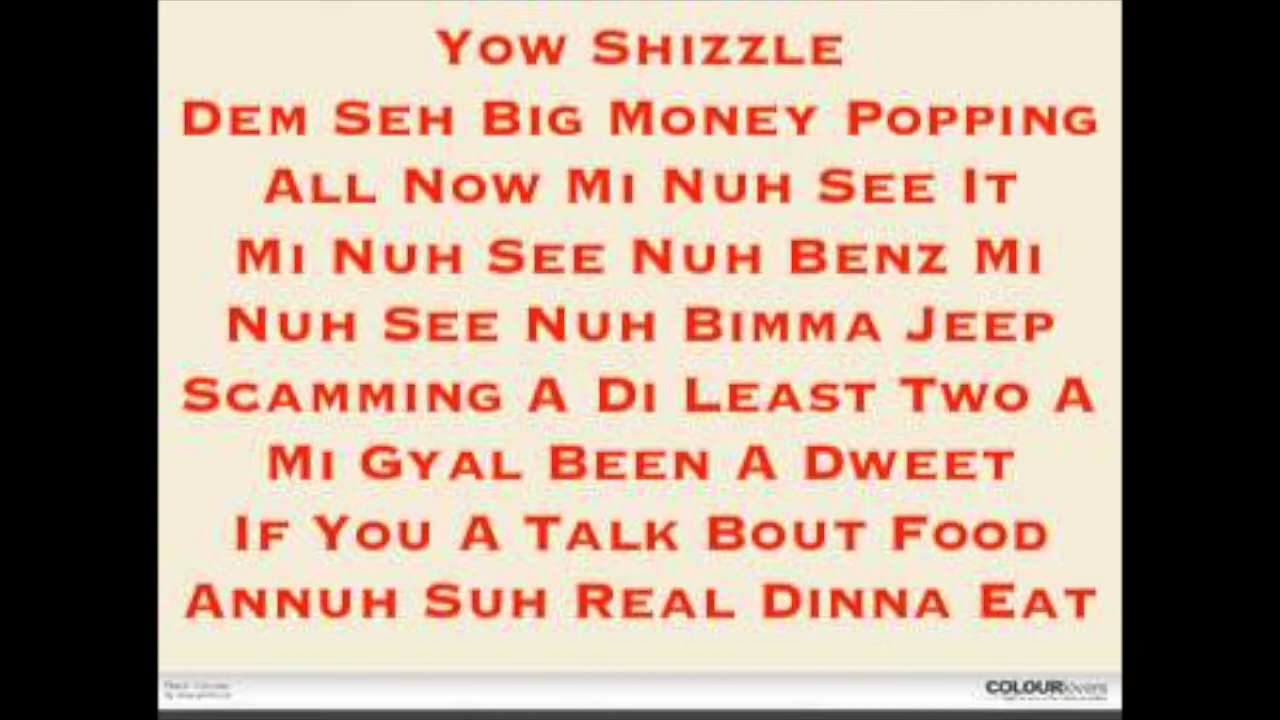 Yow Shizzle
Dem Seh Big Money Popping
All Now Mi Nuh See It
Mi Nuh See Nuh Benz Mi
Nuh See Nuh Bimma Jeep
Scamming A Di Least Two A
Mi Gyal Been A Dweet
If You A Talk Bout Food
Annuh Suh Real Dinna Eat
COLOURlovers